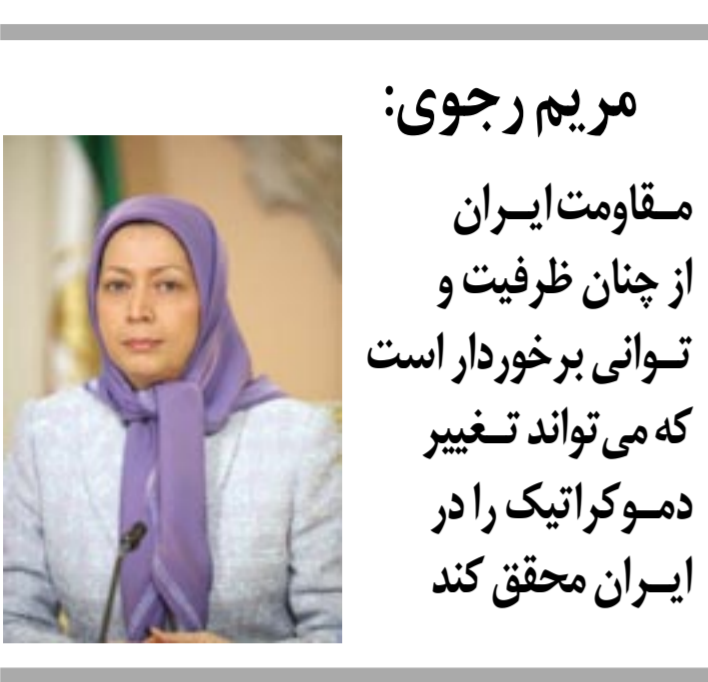 مریم رجوی:
مقاومت ایران
از چنان ظرفیت و
توانی برخوردار است
که می‌تواند تغییر
دموکراتیک را در
ایران محقق کند